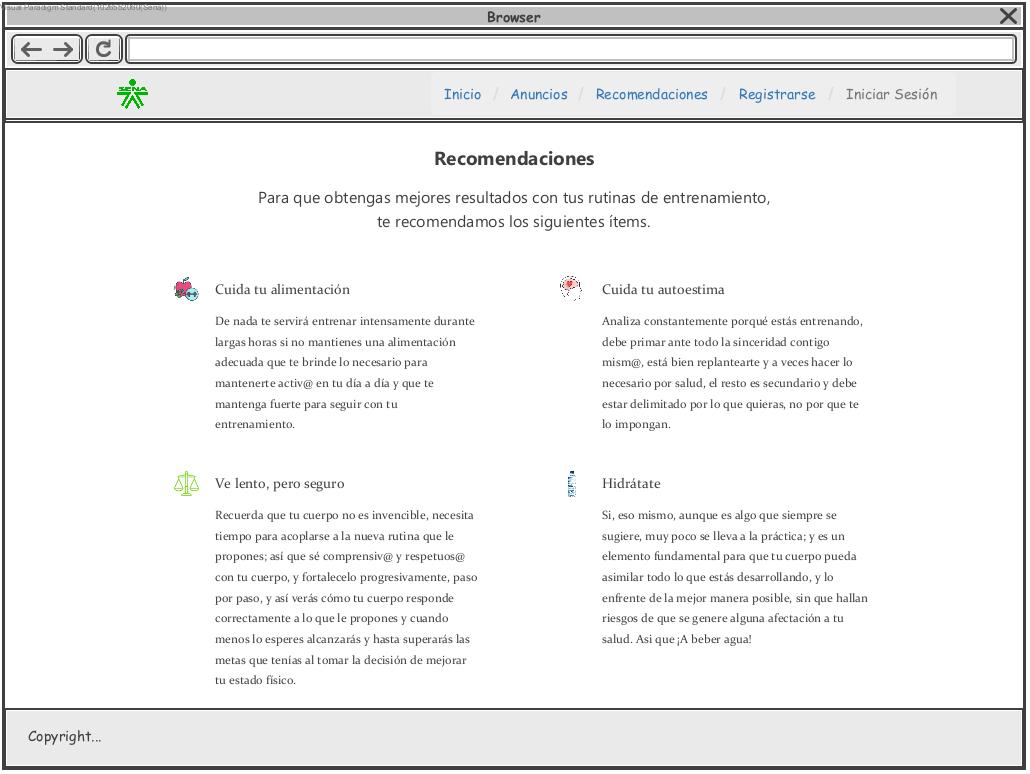 Visual Paradigm Standard(1026552060(Sena))
Browser
SENA
Inicio / Anuncios / Recomendaciones / Registrarse / Iniciar Sesión
Recomendaciones
Para que obtengas mejores resultados con tus rutinas de entrenamiento,
te recomendamos los siguientes ítems.
Cuida tu alimentación
De nada te servirá entrenar intensamente durante
largas horas si no mantienes una alimentación
adecuada que te brinde lo necesario para
mantenerte activ@ en tu día a día y que te
mantenga fuerte para seguir con tu
entrenamiento.
Cuida tu autoestima
Analiza constantemente porqué estás entrenando,
debe primar ante todo la sinceridad contigo
mism@, está bien replantearte y a veces hacer lo
necesario por salud, el resto es secundario y debe
estar delimitado por lo que quieras, no por que te
lo impongan.
Ve lento, pero seguro
Recuerda que tu cuerpo no es invencible, necesita
tiempo para acoplarse a la nueva rutina que le
propones; así que sé comprensiv@ y respetuos@
con tu cuerpo, y fortalecelo progresivamente, paso
por paso, y así verás cómo tu cuerpo responde
correctamente a lo que le propones y cuando
menos lo esperes alcanzarás y hasta superarás las
metas que tenías al tomar la decisión de mejorar
tu estado físico.
Hidrátate
Si, eso mismo, aunque es algo que siempre se
sugiere, muy poco se lleva a la práctica; y es un
elemento fundamental para que tu cuerpo pueda
asimilar todo lo que estás desarrollando, y lo
enfrente de la mejor manera posible, sin que hallan
riesgos de que se genere alguna afectación a tu
salud. Asi que ¡A beber agua!
Copyright...